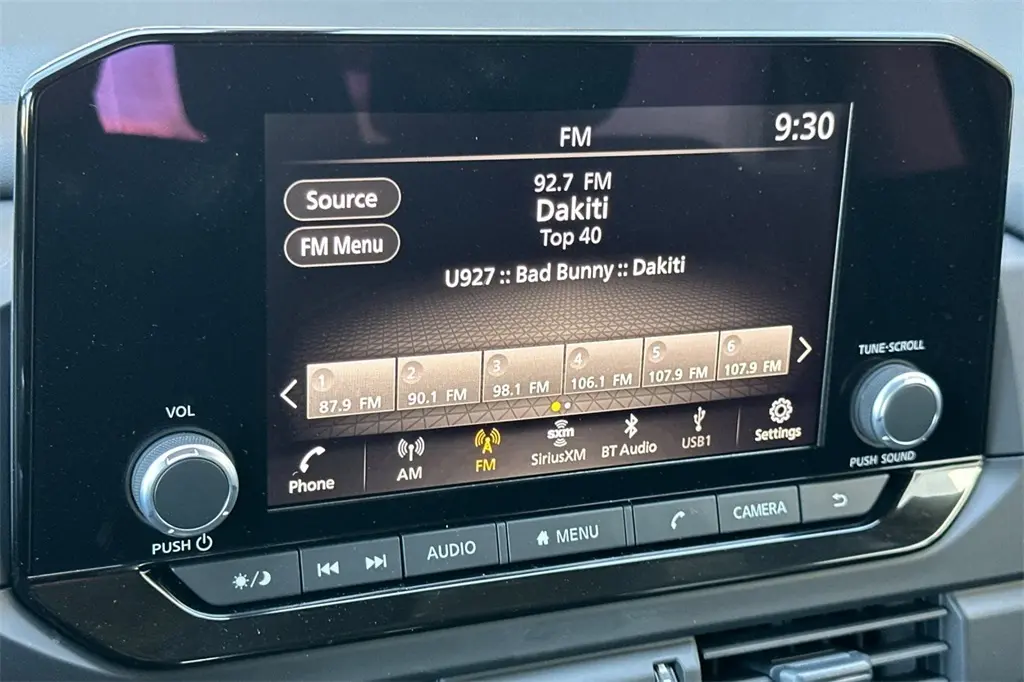 FM
9:30
Source
FM Menu
92.7 FM
Dakiti
Top 40
U927 :: Bad Bunny :: Dakiti
1
87.9 FM
2
90.1 FM
3
98.1 FM
4
106.1 FM
5
107.9 FM
6
107.9 FM
Phone
AM
FM
sxm
SiriusXM
BT Audio
USB1
Settings
VOL
PUSH
TUNE·SCROLL
PUSH SOUND
AUDIO
MENU
CAMERA